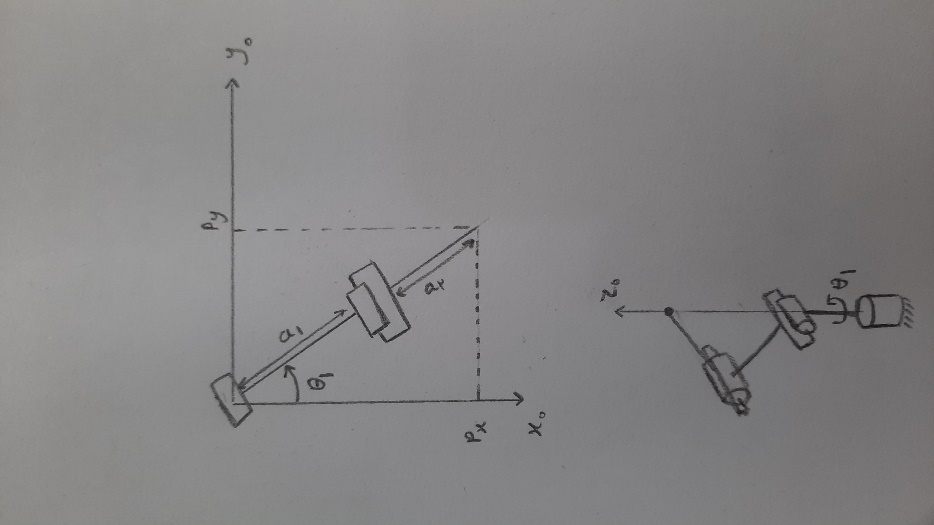 y₀
Py
a₁
a₂
θ₁
Px
x₀
z₀
θ₁